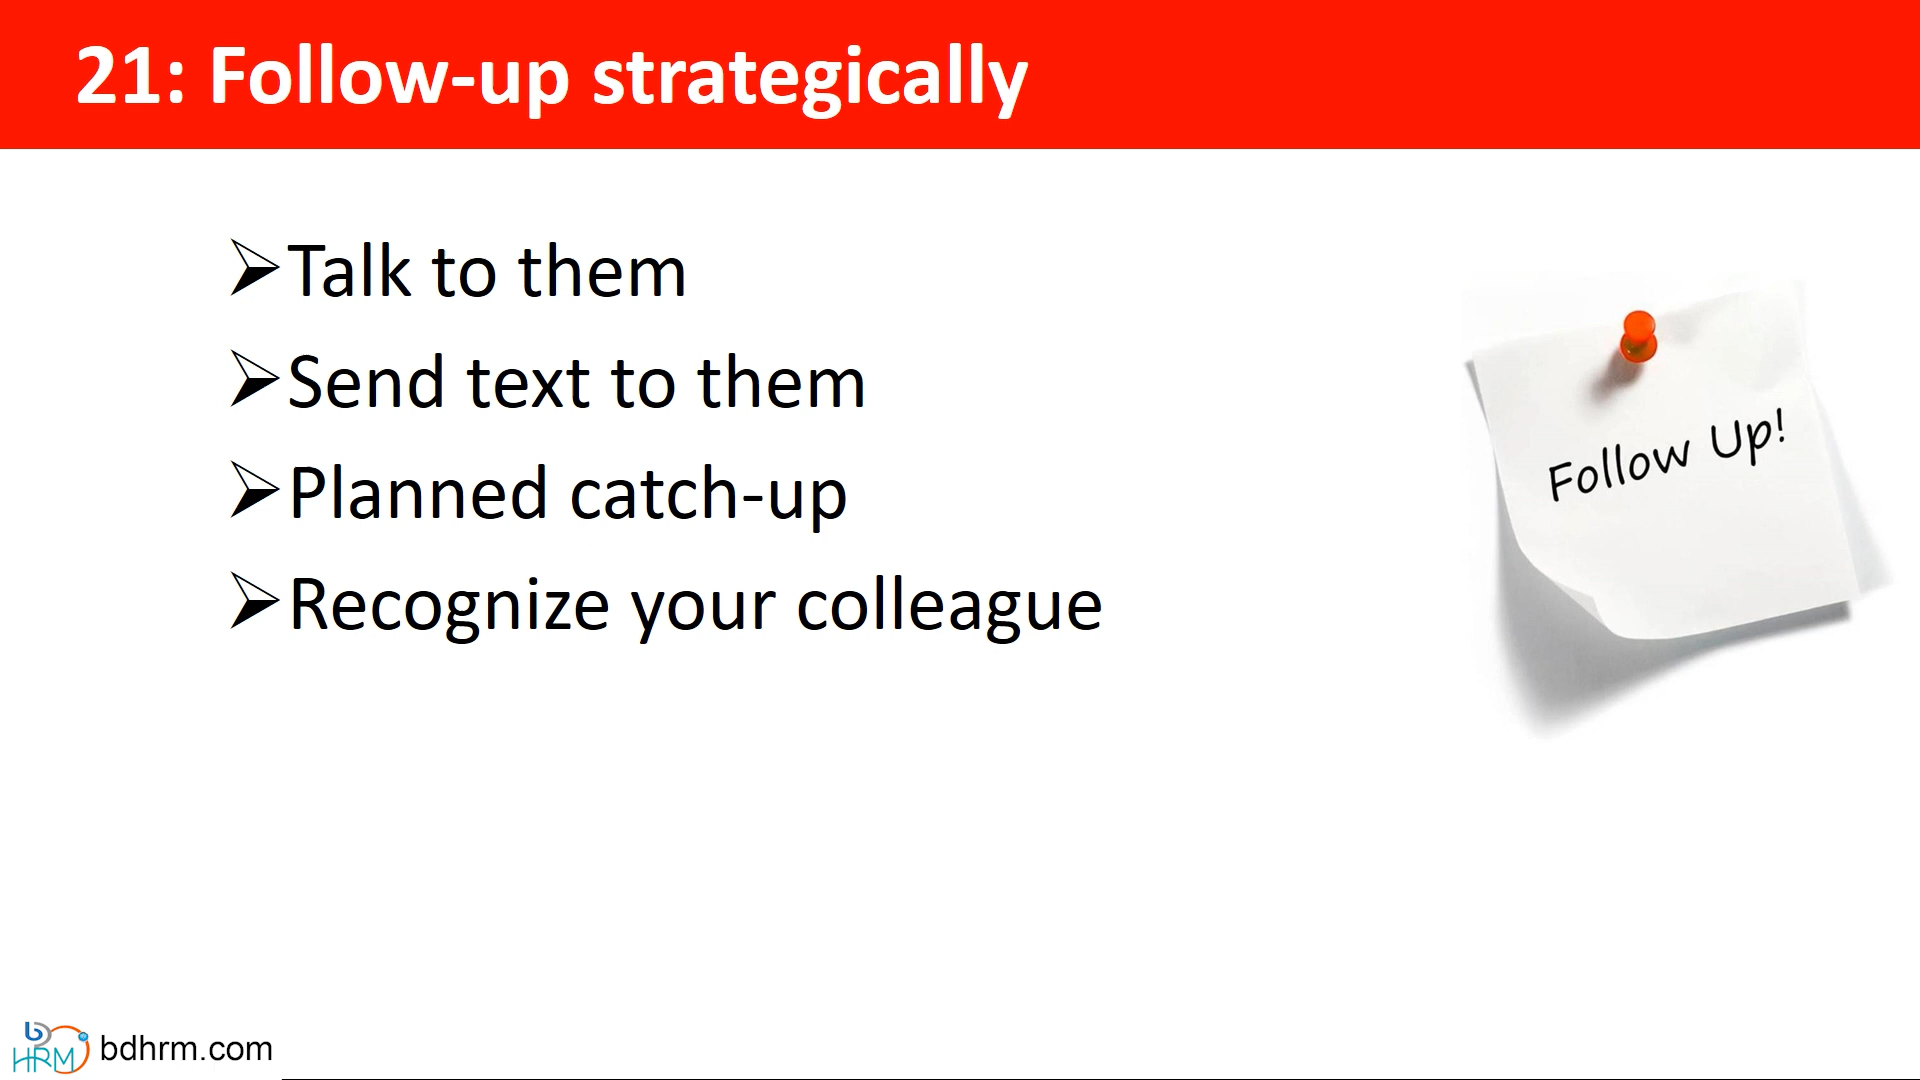 21: Follow-up strategically
Talk to them
Send text to them
Planned catch-up
Recognize your colleague
Follow Up!
b
HRM
bdhrm.com